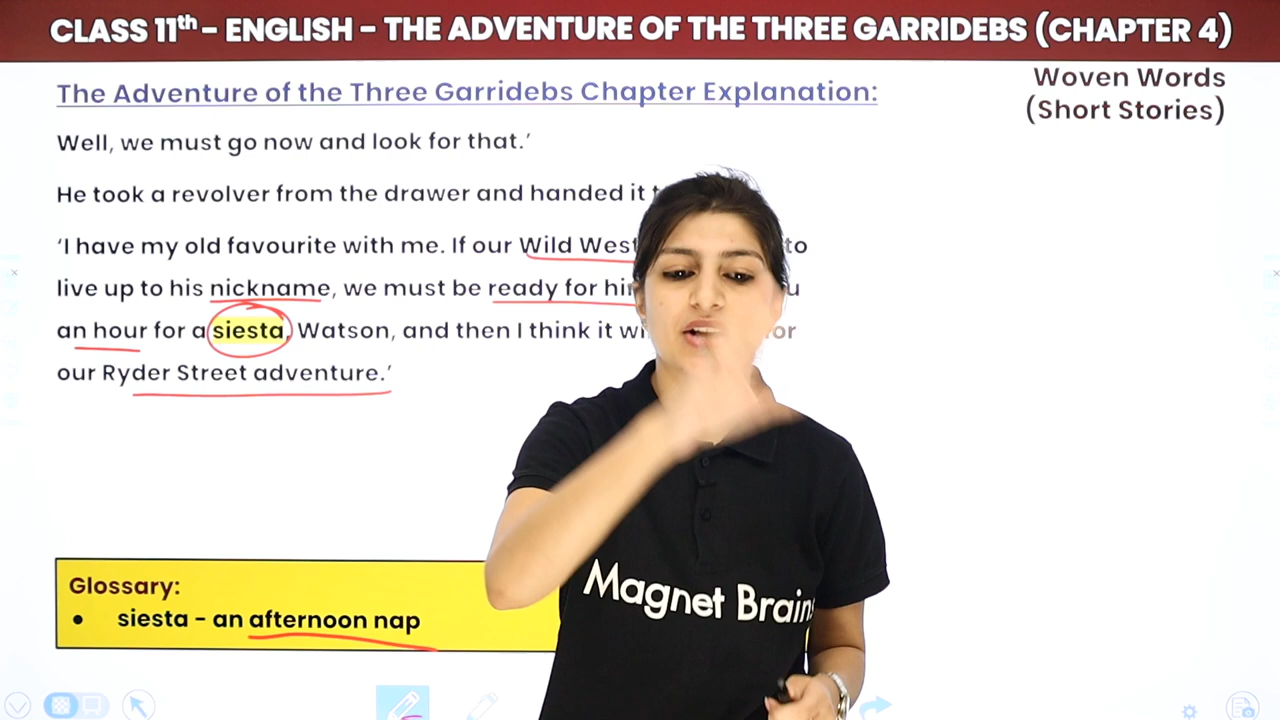 CLASS 11th - ENGLISH - THE ADVENTURE OF THE THREE GARRIDEBS (CHAPTER 4)
Woven Words
(Short Stories)
The Adventure of the Three Garridebs Chapter Explanation:
Well, we must go now and look for that.’
He took a revolver from the drawer and handed it
‘I have my old favourite with me. If our Wild West to
live up to his nickname, we must be ready for
an hour for a siesta, Watson, and then I think it
our Ryder Street adventure.’
Glossary:
• siesta - an afternoon nap
Magnet Brains